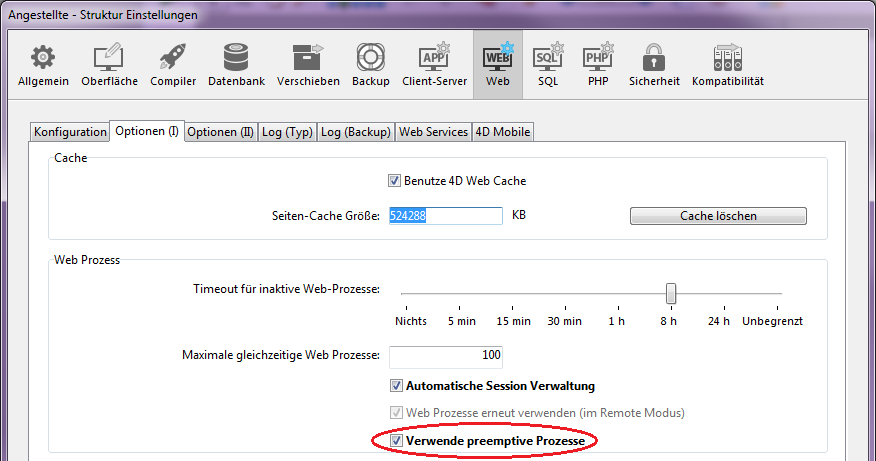 Angestellte - Struktur Einstellungen
APP WEB SQL PHP
Allgemein Oberfläche Compiler Datenbank Verschieben Backup Client-Server Web SQL PHP Sicherheit Kompatibilität
Konfiguration Optionen (I) Optionen (II) Log (Typ) Log (Backup) Web Services 4D Mobile
Cache
Benutze 4D Web Cache
Seiten-Cache Größe: 524288 KB Cache löschen
Web Prozess
Timeout für inaktive Web-Prozesse:
Nichts 5 min 15 min 30 min 1 h 8 h 24 h Unbegrenzt
Maximale gleichzeitige Web Prozesse: 100
Automatische Session Verwaltung
Web Prozesse erneut verwenden (im Remote Modus)
Verwende preemptive Prozesse